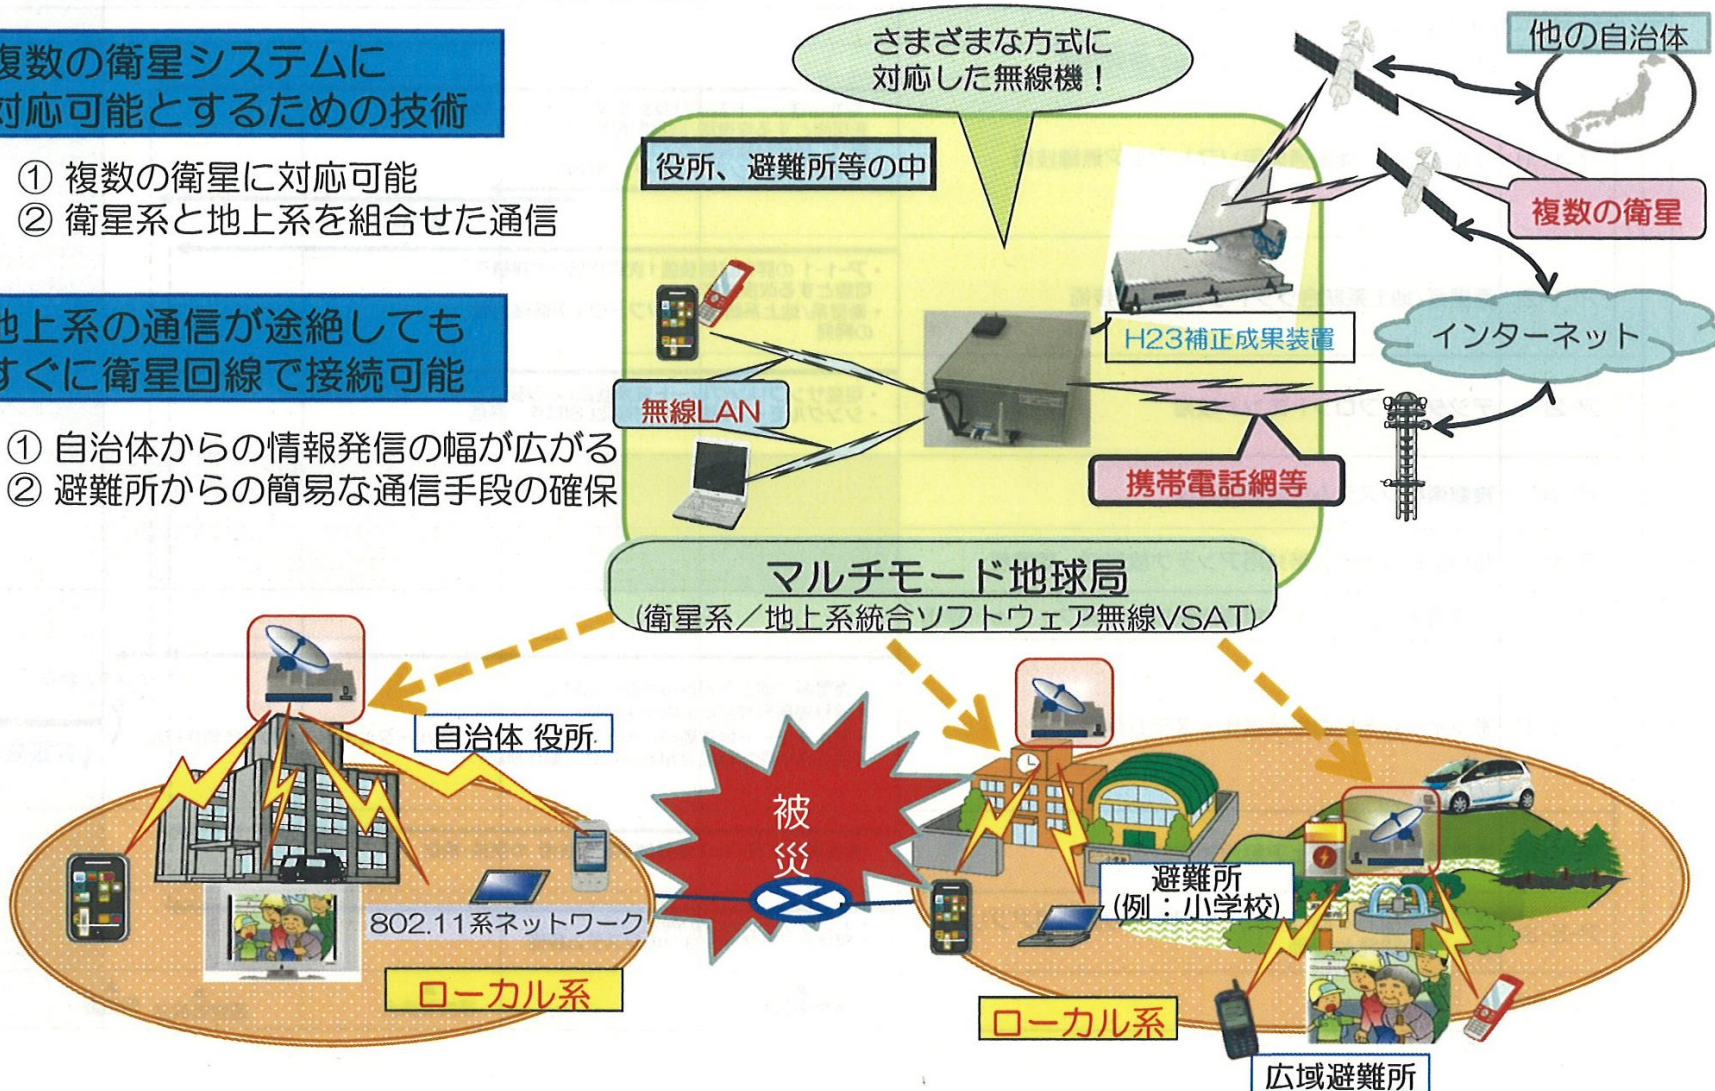 複数の衛星システムに
対応可能とするための技術
① 複数の衛星に対応可能
② 衛星系と地上系を組合せた通信
地上系の通信が途絶しても
すぐに衛星回線で接続可能
① 自治体からの情報発信の幅が広がる
② 避難所からの簡易な通信手段の確保
さまざまな方式に
対応した無線機！
役所、避難所等の中
他の自治体
複数の衛星
H23補正成果装置
インターネット
無線LAN
携帯電話網等
マルチモード地球局
(衛星系／地上系統合ソフトウェア無線VSAT)
自治体 役所
被
災
802.11系ネットワーク
ローカル系
避難所
(例：小学校)
ローカル系
広域避難所